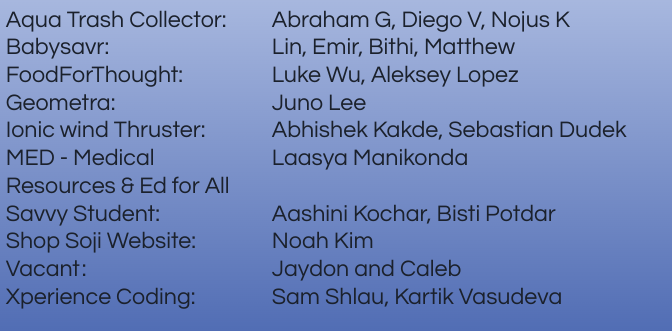 Aqua Trash Collector: Abraham G, Diego V, Nojus K
Babysavr: Lin, Emir, Bithi, Matthew
FoodForThought: Luke Wu, Aleksey Lopez
Geometra: Juno Lee
Ionic wind Thruster: Abhishek Kakde, Sebastian Dudek
MED - Medical Laasya Manikonda
Resources & Ed for All
Savvy Student: Aashini Kochar, Bisti Potdar
Shop Soji Website: Noah Kim
Vacant: Jaydon and Caleb
Xperience Coding: Sam Shlau, Kartik Vasudeva